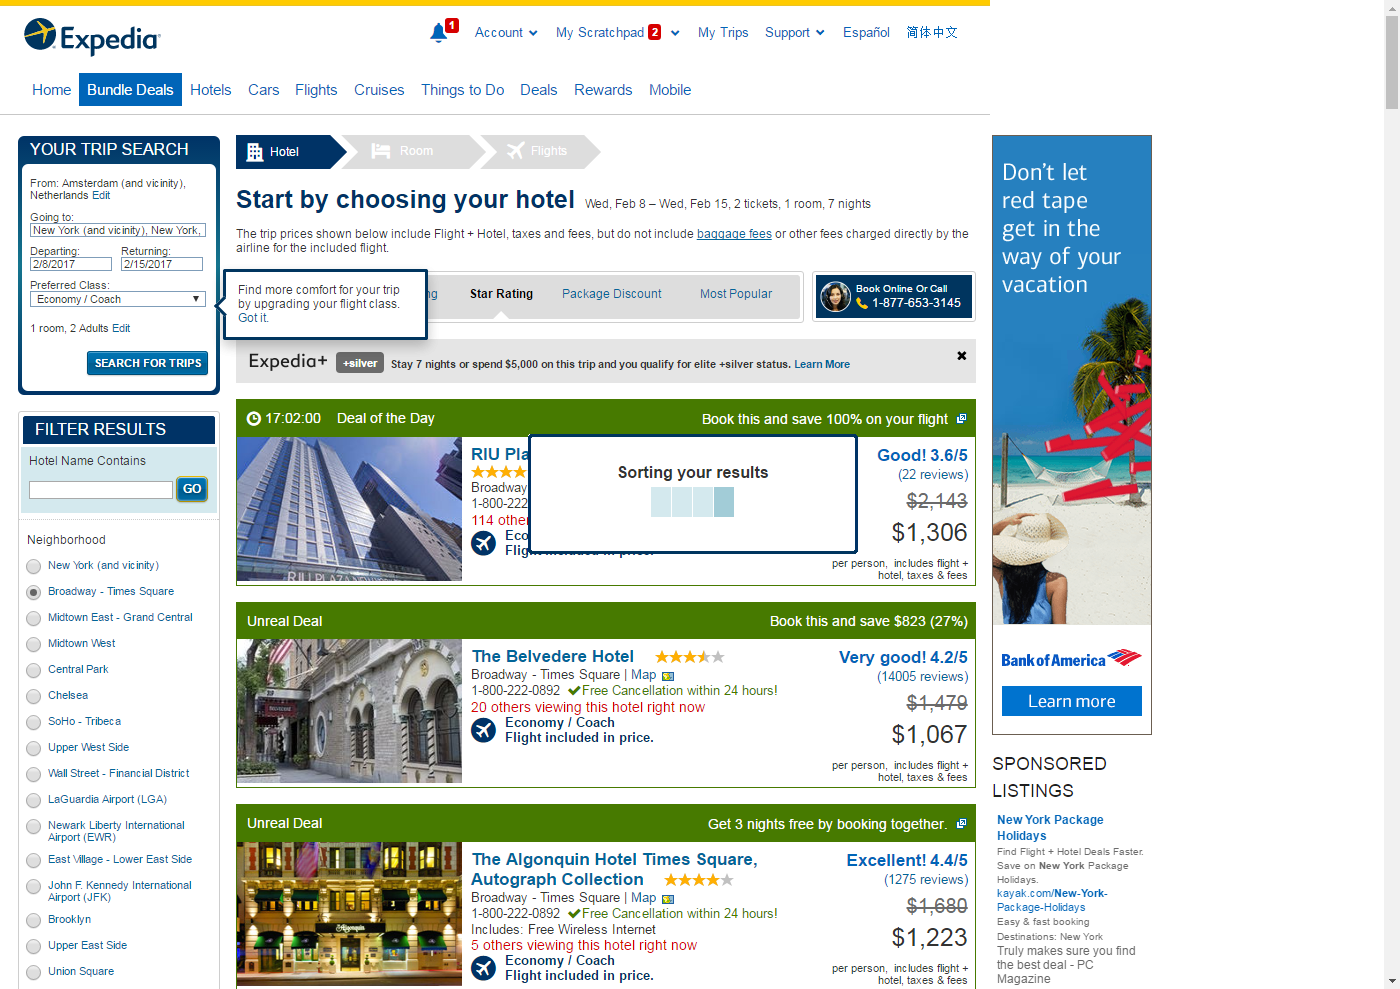 Expedia
1
Account
My Scratchpad 2
My Trips
Support
Español
简体中文
Home
Bundle Deals
Hotels
Cars
Flights
Cruises
Things to Do
Deals
Rewards
Mobile
YOUR TRIP SEARCH
From: Amsterdam (and vicinity),
Netherlands Edit
Going to:
New York (and vicinity), New York,
Departing:
Returning:
2/8/2017
2/15/2017
Preferred Class:
Economy / Coach
1 room, 2 Adults Edit
SEARCH FOR TRIPS
Find more comfort for your trip
by upgrading your flight class.
Got it.
FILTER RESULTS
Hotel Name Contains
GO
Neighborhood
New York (and vicinity)
Broadway - Times Square
Midtown East - Grand Central
Midtown West
Central Park
Chelsea
SoHo - Tribeca
Upper West Side
Wall Street - Financial District
LaGuardia Airport (LGA)
Newark Liberty International
Airport (EWR)
East Village - Lower East Side
John F. Kennedy International
Airport (JFK)
Brooklyn
Upper East Side
Union Square
Hotel
Room
Flights
Start by choosing your hotel Wed, Feb 8 – Wed, Feb 15, 2 tickets, 1 room, 7 nights
The trip prices shown below include Flight + Hotel, taxes and fees, but do not include baggage fees or other fees charged directly by the
airline for the included flight.
ng
Star Rating
Package Discount
Most Popular
Book Online Or Call
1-877-653-3145
Expedia+ +silver Stay 7 nights or spend $5,000 on this trip and you qualify for elite +silver status. Learn More
17:02:00 Deal of the Day
Book this and save 100% on your flight
RIU Pla
Broadway
1-800-222
114 other
Eco
Flight included in price.
Sorting your results
Good! 3.6/5
(22 reviews)
$2,143
$1,306
per person, includes flight +
hotel, taxes & fees
RIU PLAZA
Unreal Deal
Book this and save $823 (27%)
The Belvedere Hotel
Broadway - Times Square | Map
1-800-222-0892 Free Cancellation within 24 hours!
20 others viewing this hotel right now
Economy / Coach
Flight included in price.
Very good! 4.2/5
(14005 reviews)
$1,479
$1,067
per person, includes flight +
hotel, taxes & fees
Unreal Deal
Get 3 nights free by booking together.
The Algonquin Hotel Times Square,
Autograph Collection
Broadway - Times Square | Map
1-800-222-0892 Free Cancellation within 24 hours!
Includes: Free Wireless Internet
5 others viewing this hotel right now
Economy / Coach
Flight included in price.
Excellent! 4.4/5
(1275 reviews)
$1,680
$1,223
per person, includes flight +
hotel, taxes & fees
Algonquin
Don't let
red tape
get in the
way of your
vacation
Bank of America
Learn more
SPONSORED
LISTINGS
New York Package
Holidays
Find Flight + Hotel Deals Faster.
Save on New York Package
Holidays.
kayak.com/New-York-
Package-Holidays
Easy & fast booking
Destinations: New York
Truly makes sure you find
the best deal - PC
Magazine